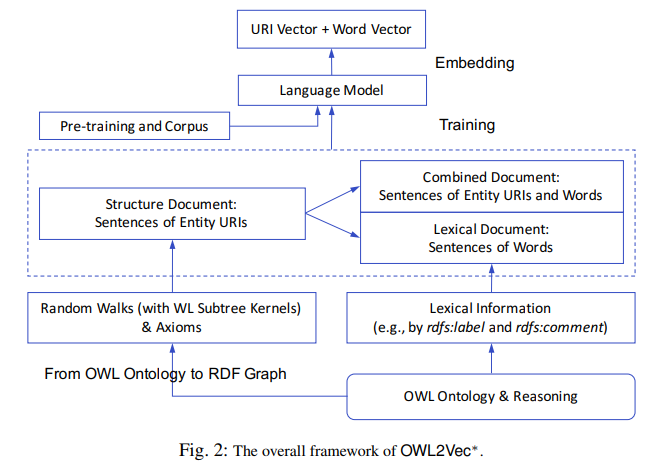 URI Vector + Word Vector
Embedding
Language Model
Pre-training and Corpus
Training
Structure Document:
Sentences of Entity URIs
Combined Document:
Sentences of Entity URIs and Words
Lexical Document:
Sentences of Words
Random Walks (with WL Subtree Kernels)
& Axioms
Lexical Information
(e.g., by rdfs:label and rdfs:comment)
From OWL Ontology to RDF Graph
OWL Ontology & Reasoning
Fig. 2: The overall framework of OWL2Vec*.